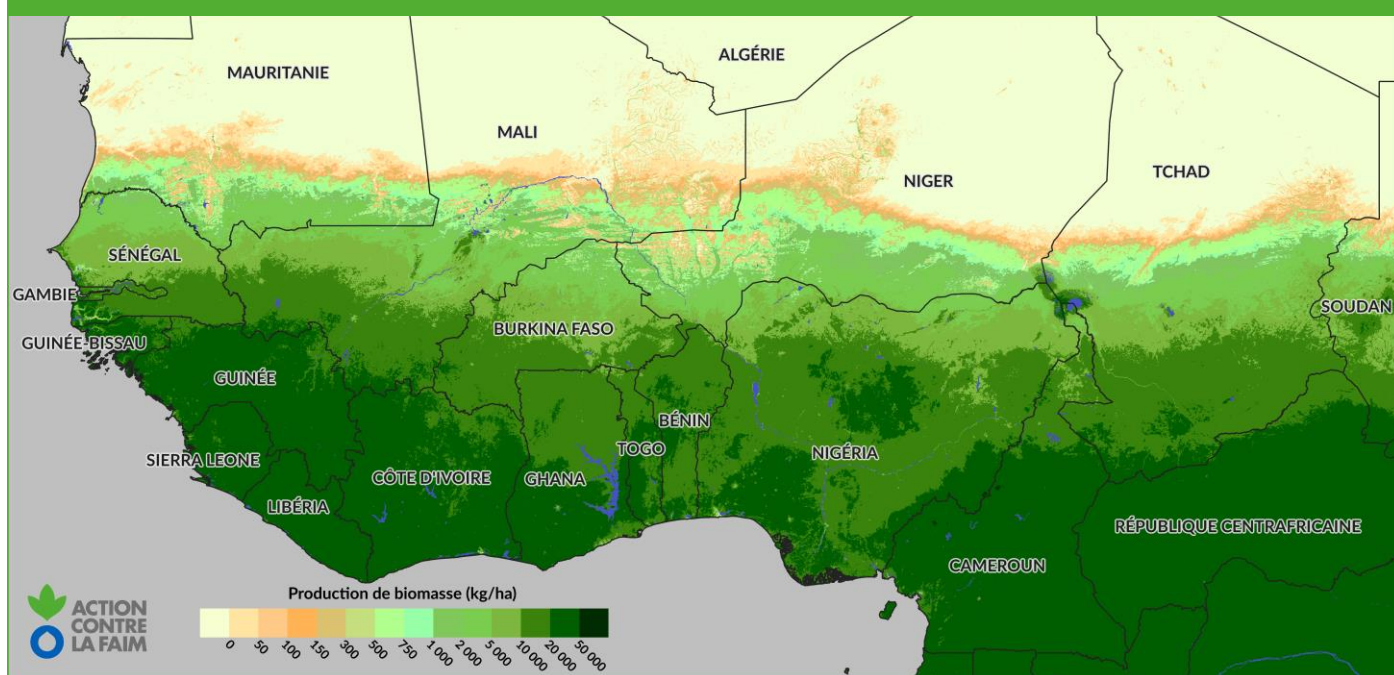 ALGÉRIE
MAURITANIE
MALI
TCHAD
NIGER
SÉNÉGAL
GAMBIE
SOUDAN
BURKINA FASO
GUINÉE-BISSAU
GUINÉE
BÉNIN
TOGO
NIGÉRIA
SIERRA LEONE
CÔTE D'IVOIRE
GHANA
LIBÉRIA
RÉPUBLIQUE CENTRAFRICAINE
CAMEROUN
Production de biomasse (kg/ha)
0 50 100 150 300 500 750 1 000 2 000 5 000 10 000 20 000 50 000
ACTION
CONTRE
LA FAIM